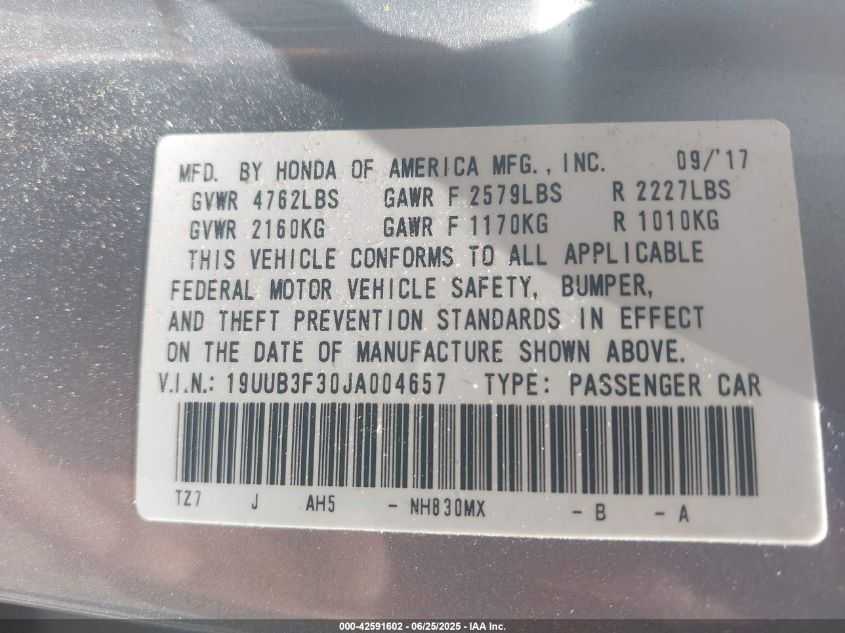 MFD. BY HONDA OF AMERICA MFG., INC. 09/'17
GVWR 4762LBS GAWR F 2579LBS R 2227LBS
GVWR 2160KG GAWR F 1170KG R 1010KG
THIS VEHICLE CONFORMS TO ALL APPLICABLE
FEDERAL MOTOR VEHICLE SAFETY, BUMPER,
AND THEFT PREVENTION STANDARDS IN EFFECT
ON THE DATE OF MANUFACTURE SHOWN ABOVE.
V.I.N.: 19UUB3F30JA004657 TYPE: PASSENGER CAR
TZ7 J AH5 - NH830MX - B - A
000-42591602 - 06/25/2025 - IAA Inc.